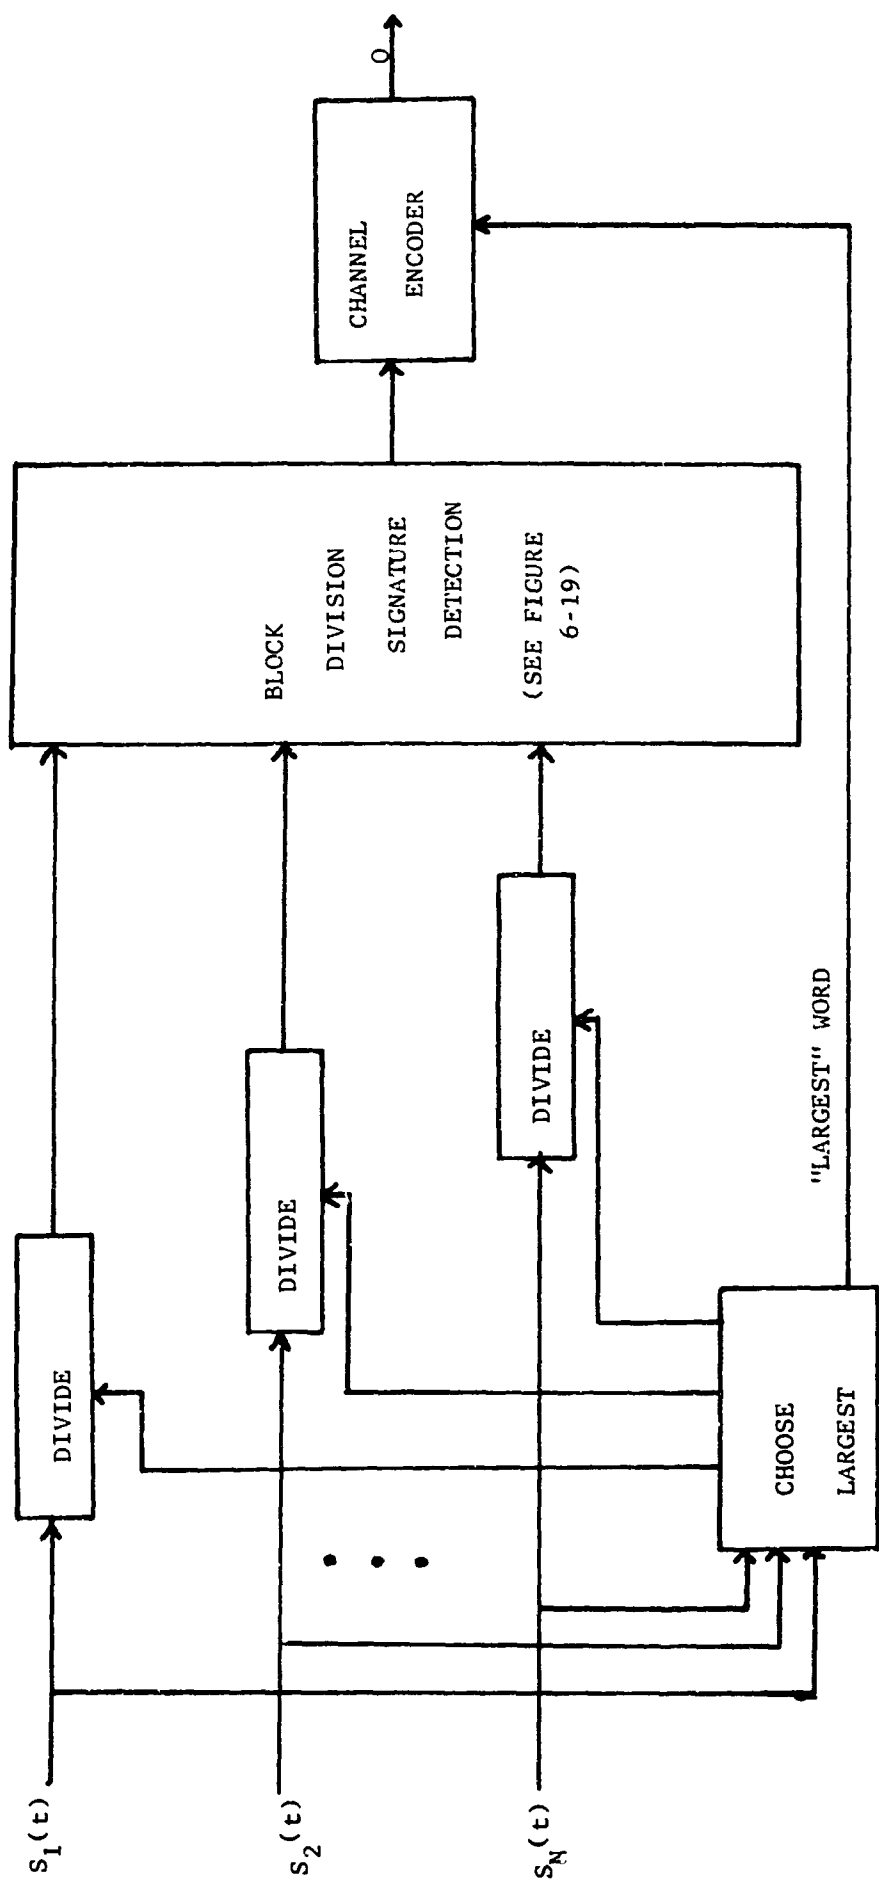 S1(t)
S2(t)
SN(t)
DIVIDE
DIVIDE
DIVIDE
CHOOSE
LARGEST
"LARGEST" WORD
BLOCK
DIVISION
SIGNATURE
DETECTION
(SEE FIGURE
6-19)
CHANNEL
ENCODER
O